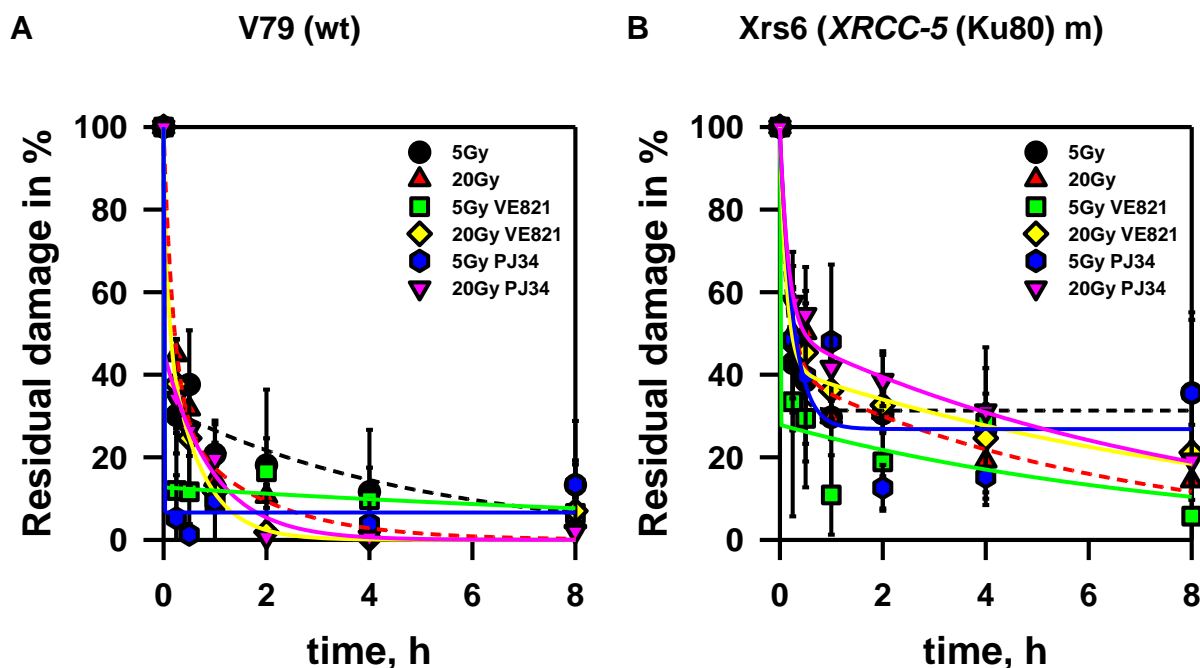 A V79 (wt)
Residual damage in %
100
80
60
40
20
0
0 2 4 6 8
time, h
5Gy
20Gy
5Gy VE821
20Gy VE821
5Gy PJ34
20Gy PJ34
B Xrs6 (XRCC-5 (Ku80) m)
Residual damage in %
100
80
60
40
20
0
0 2 4 6 8
time, h
5Gy
20Gy
5Gy VE821
20Gy VE821
5Gy PJ34
20Gy PJ34